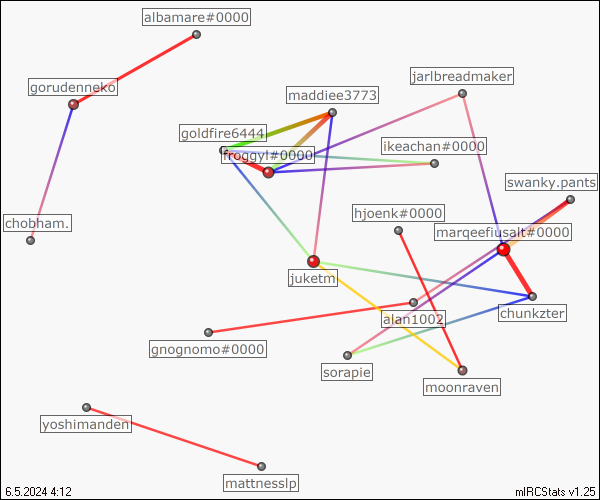 albamare#0000
jarlbreadmaker
gorudenneko
maddiee3773
goldfire6444
ikeachan#0000
froggyl#0000
swanky.pants
hjoenk#0000
chobham.
marqeefiusalt#0000
juketm
chunkzter
alan1002
gnognomo#0000
sorapie
moonraven
yoshimanden
mattnesslp
6.5.2024 4:12
mIRCStats v1.25